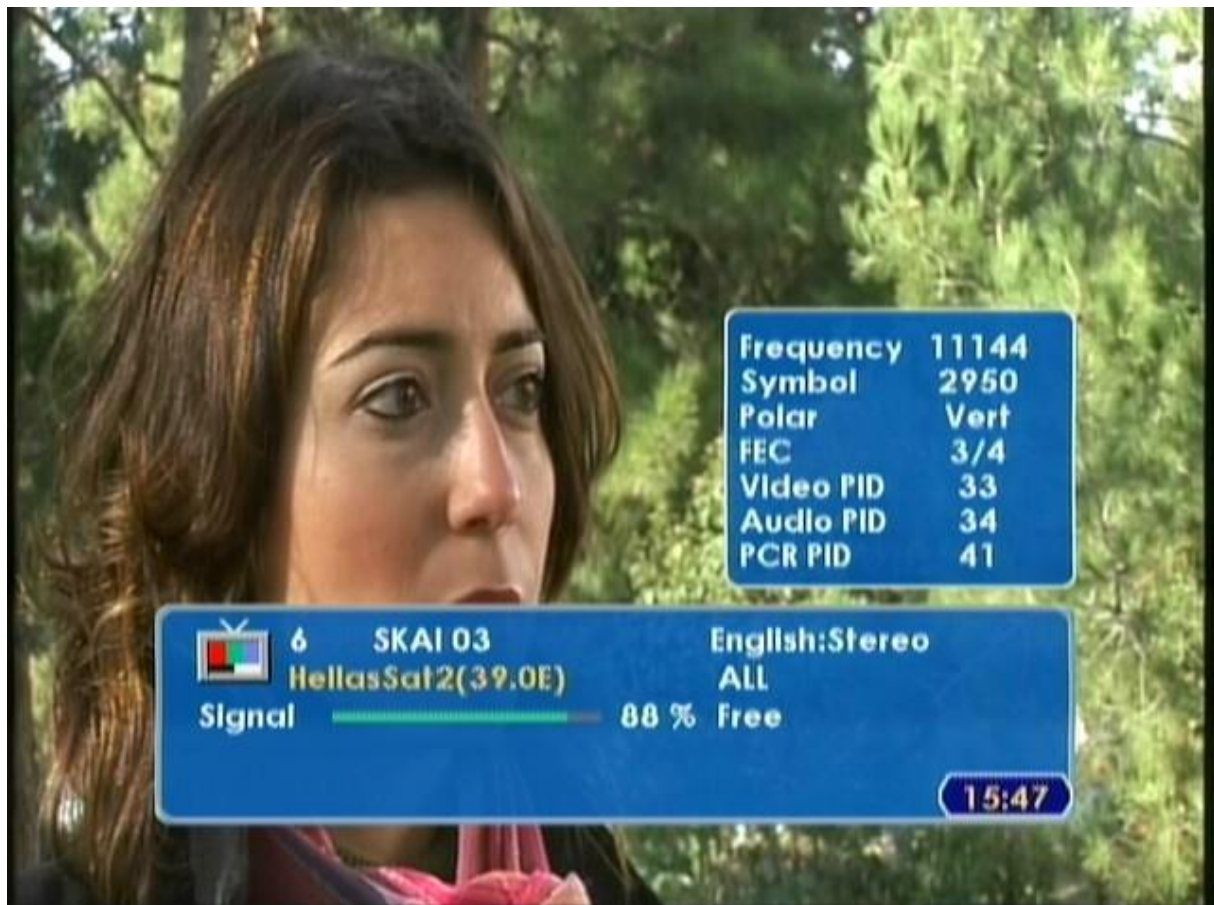 Frequency 11144
Symbol 2950
Polar Vert
FEC 3/4
Video PID 33
Audio PID 34
PCR PID 41
6 SKAI 03 English:Stereo
HellasSat2(39.0E) ALL
Signal 88 % Free
15:47